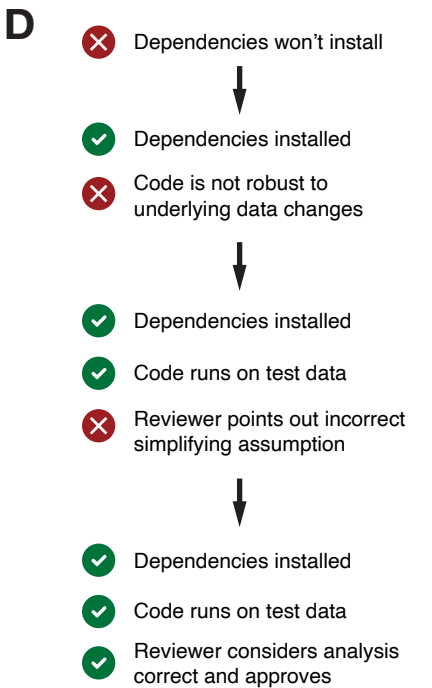 D
Dependencies won’t install
Dependencies installed
Code is not robust to
underlying data changes
Dependencies installed
Code runs on test data
Reviewer points out incorrect
simplifying assumption
Dependencies installed
Code runs on test data
Reviewer considers analysis
correct and approves